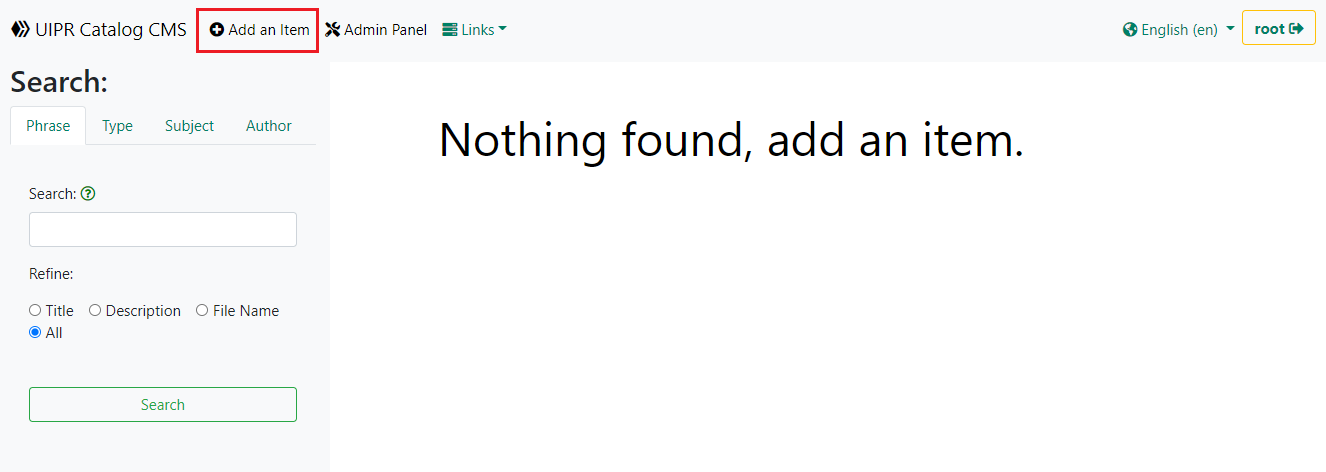 UIPR Catalog CMS Add an Item Admin Panel Links English (en) root
Search:
Phrase Type Subject Author
Nothing found, add an item.
Search:
Refine:
Title Description File Name
All
Search